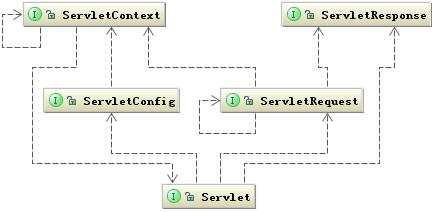 I ServletContext
I ServletResponse
I ServletConfig
I ServletRequest
I Servlet